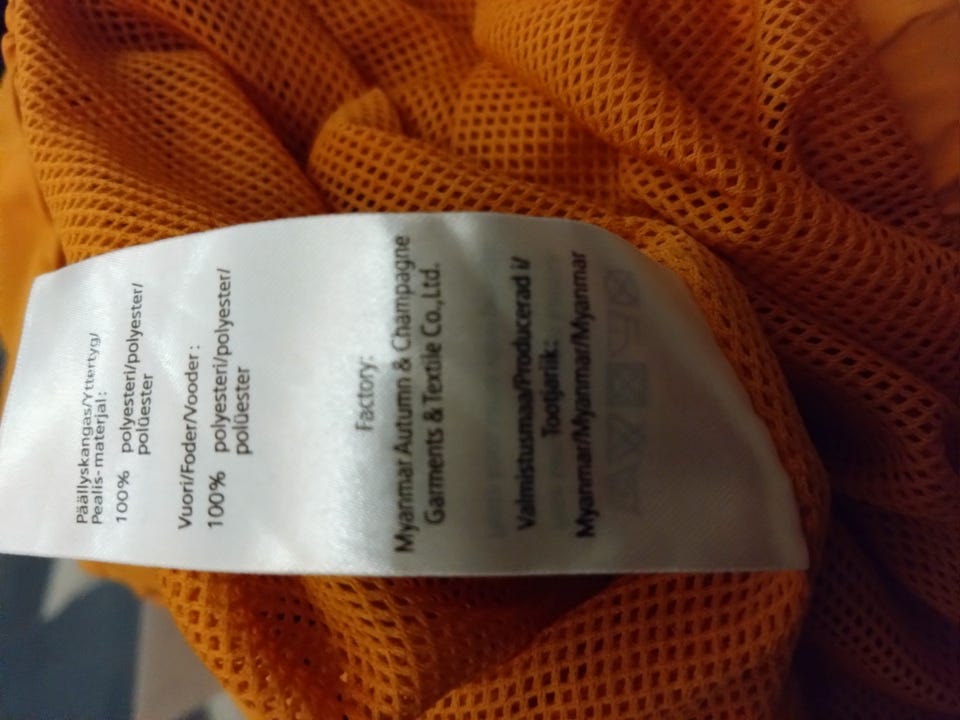 Päällyskangas/Yttertyg/
Pealis-materjal:
100% polyesteri/polyester/
polüester
Vuori/Foder/Vooder:
100% polyesteri/polyester/
polüester
Factory:
Myanmar Autumn & Champagne
Garments & Textile Co.,Ltd.
Valmistusmaa/Producerad i/
Tootjariik:
Myanmar/Myanmar/Myanmar